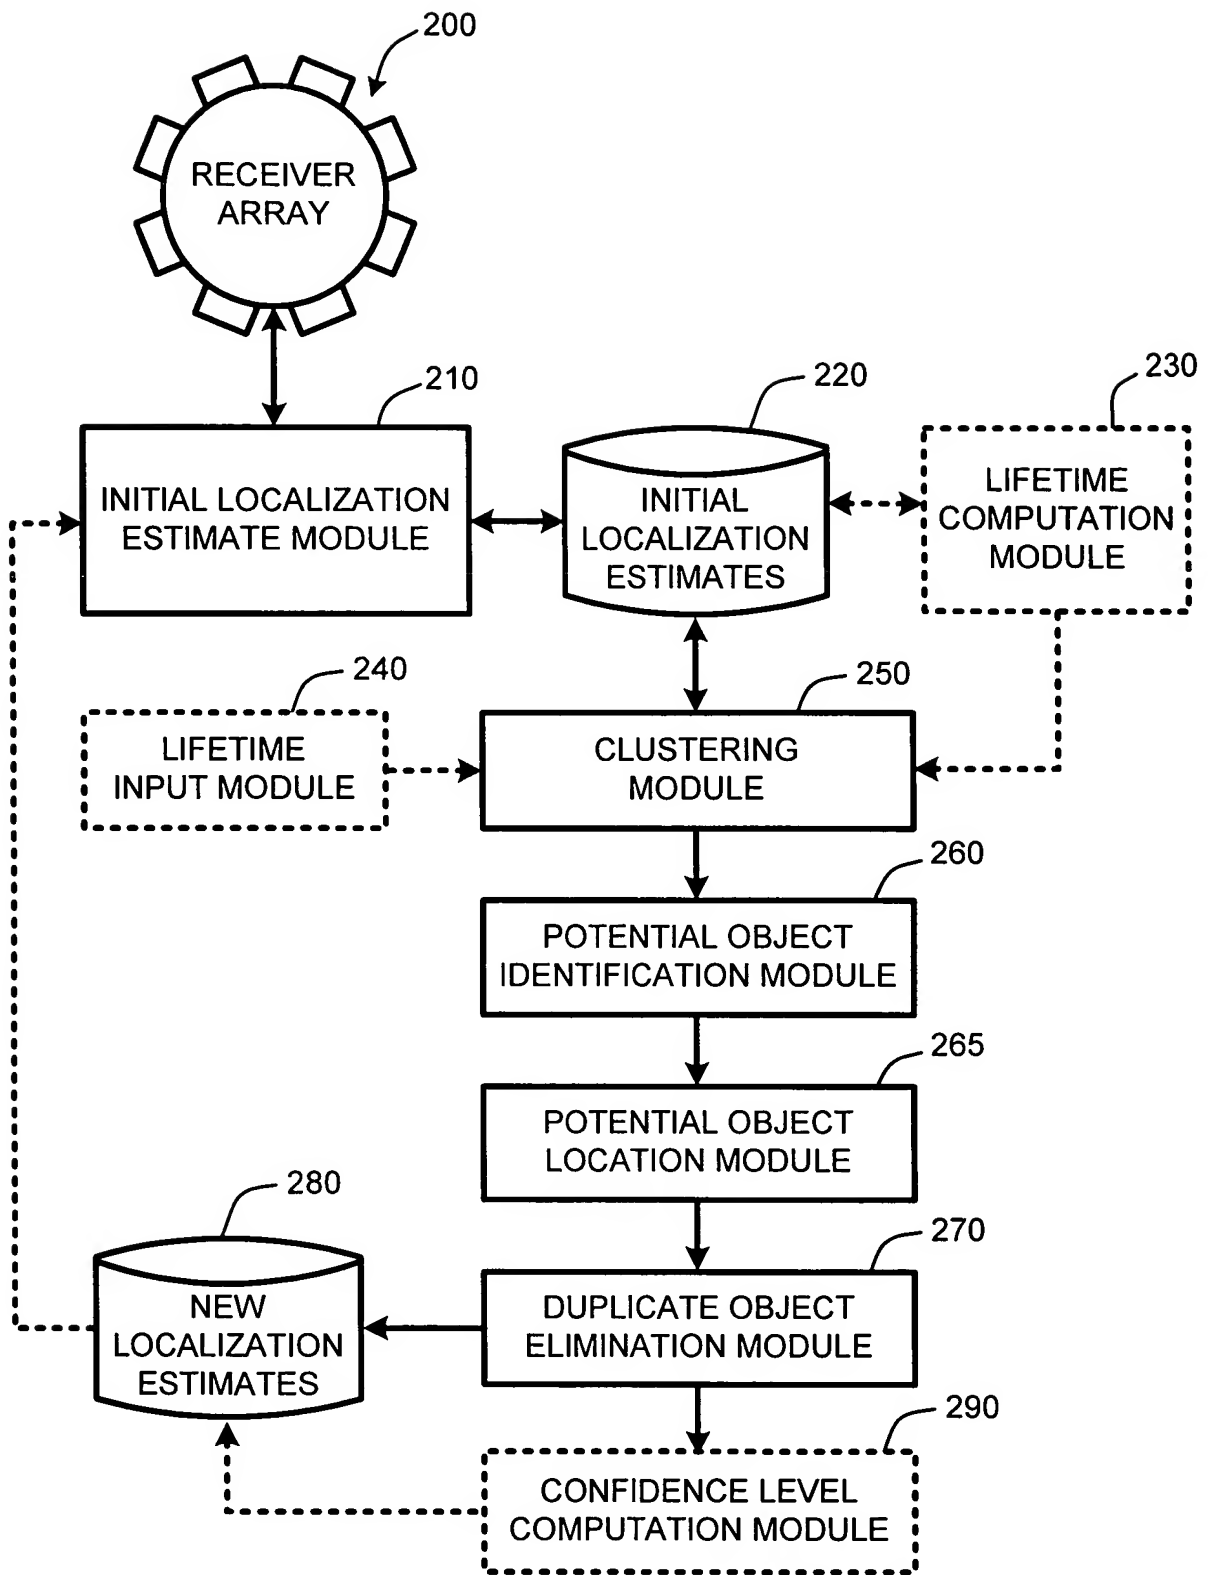 200
RECEIVER
ARRAY
210
220
230
INITIAL LOCALIZATION
ESTIMATE MODULE
INITIAL
LOCALIZATION
ESTIMATES
LIFETIME
COMPUTATION
MODULE
240
250
LIFETIME
INPUT MODULE
CLUSTERING
MODULE
260
POTENTIAL OBJECT
IDENTIFICATION MODULE
265
POTENTIAL OBJECT
LOCATION MODULE
280
270
NEW
LOCALIZATION
ESTIMATES
DUPLICATE OBJECT
ELIMINATION MODULE
290
CONFIDENCE LEVEL
COMPUTATION MODULE